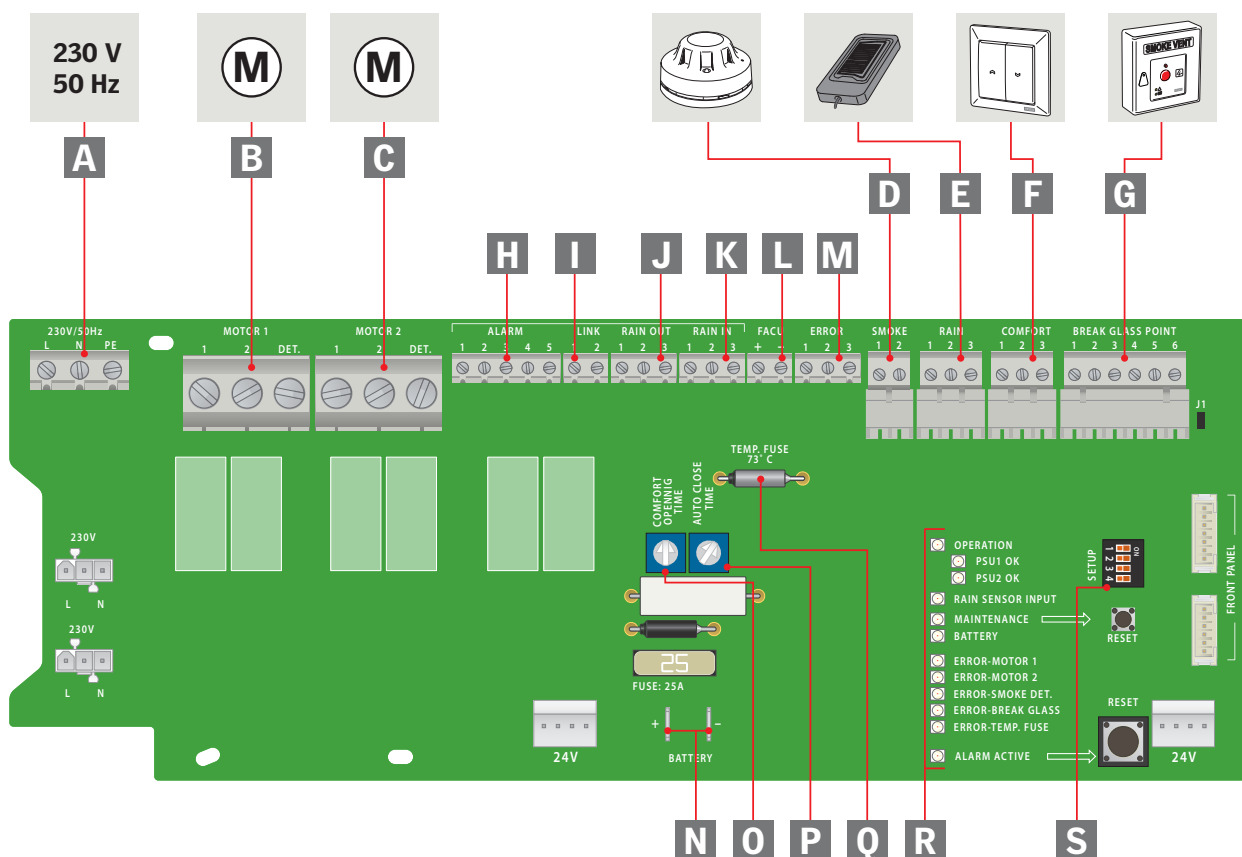 230 V
50 Hz
M
M
SMOKE VENT
A
B
C
D
E
F
G
H
I
J
K
L
M
230V/50Hz
L N PE
MOTOR 1
1 2 DET.
MOTOR 2
1 2 DET.
ALARM
1 2 3 4 5
LINK
1 2
RAIN OUT
1 2 3
RAIN IN
1 2 3
FACU
+ -
ERROR
1 2 3
SMOKE
1 2
RAIN
1 2 3
COMFORT
1 2 3
BREAK GLASS POINT
1 2 3 4 5 6
J1
TEMP. FUSE
73° C
COMFORT
OPENNIG
TIME
AUTO CLOSE
TIME
230V
L N
230V
L N
25
FUSE: 25A
+ -
BATTERY
24V
OPERATION
PSU1 OK
PSU2 OK
RAIN SENSOR INPUT
MAINTENANCE
BATTERY
ERROR-MOTOR 1
ERROR-MOTOR 2
ERROR-SMOKE DET.
ERROR-BREAK GLASS
ERROR-TEMP. FUSE
ALARM ACTIVE
SETUP
1 2 3 4
ON
RESET
RESET
FRONT PANEL
24V
N
O
P
Q
R
S